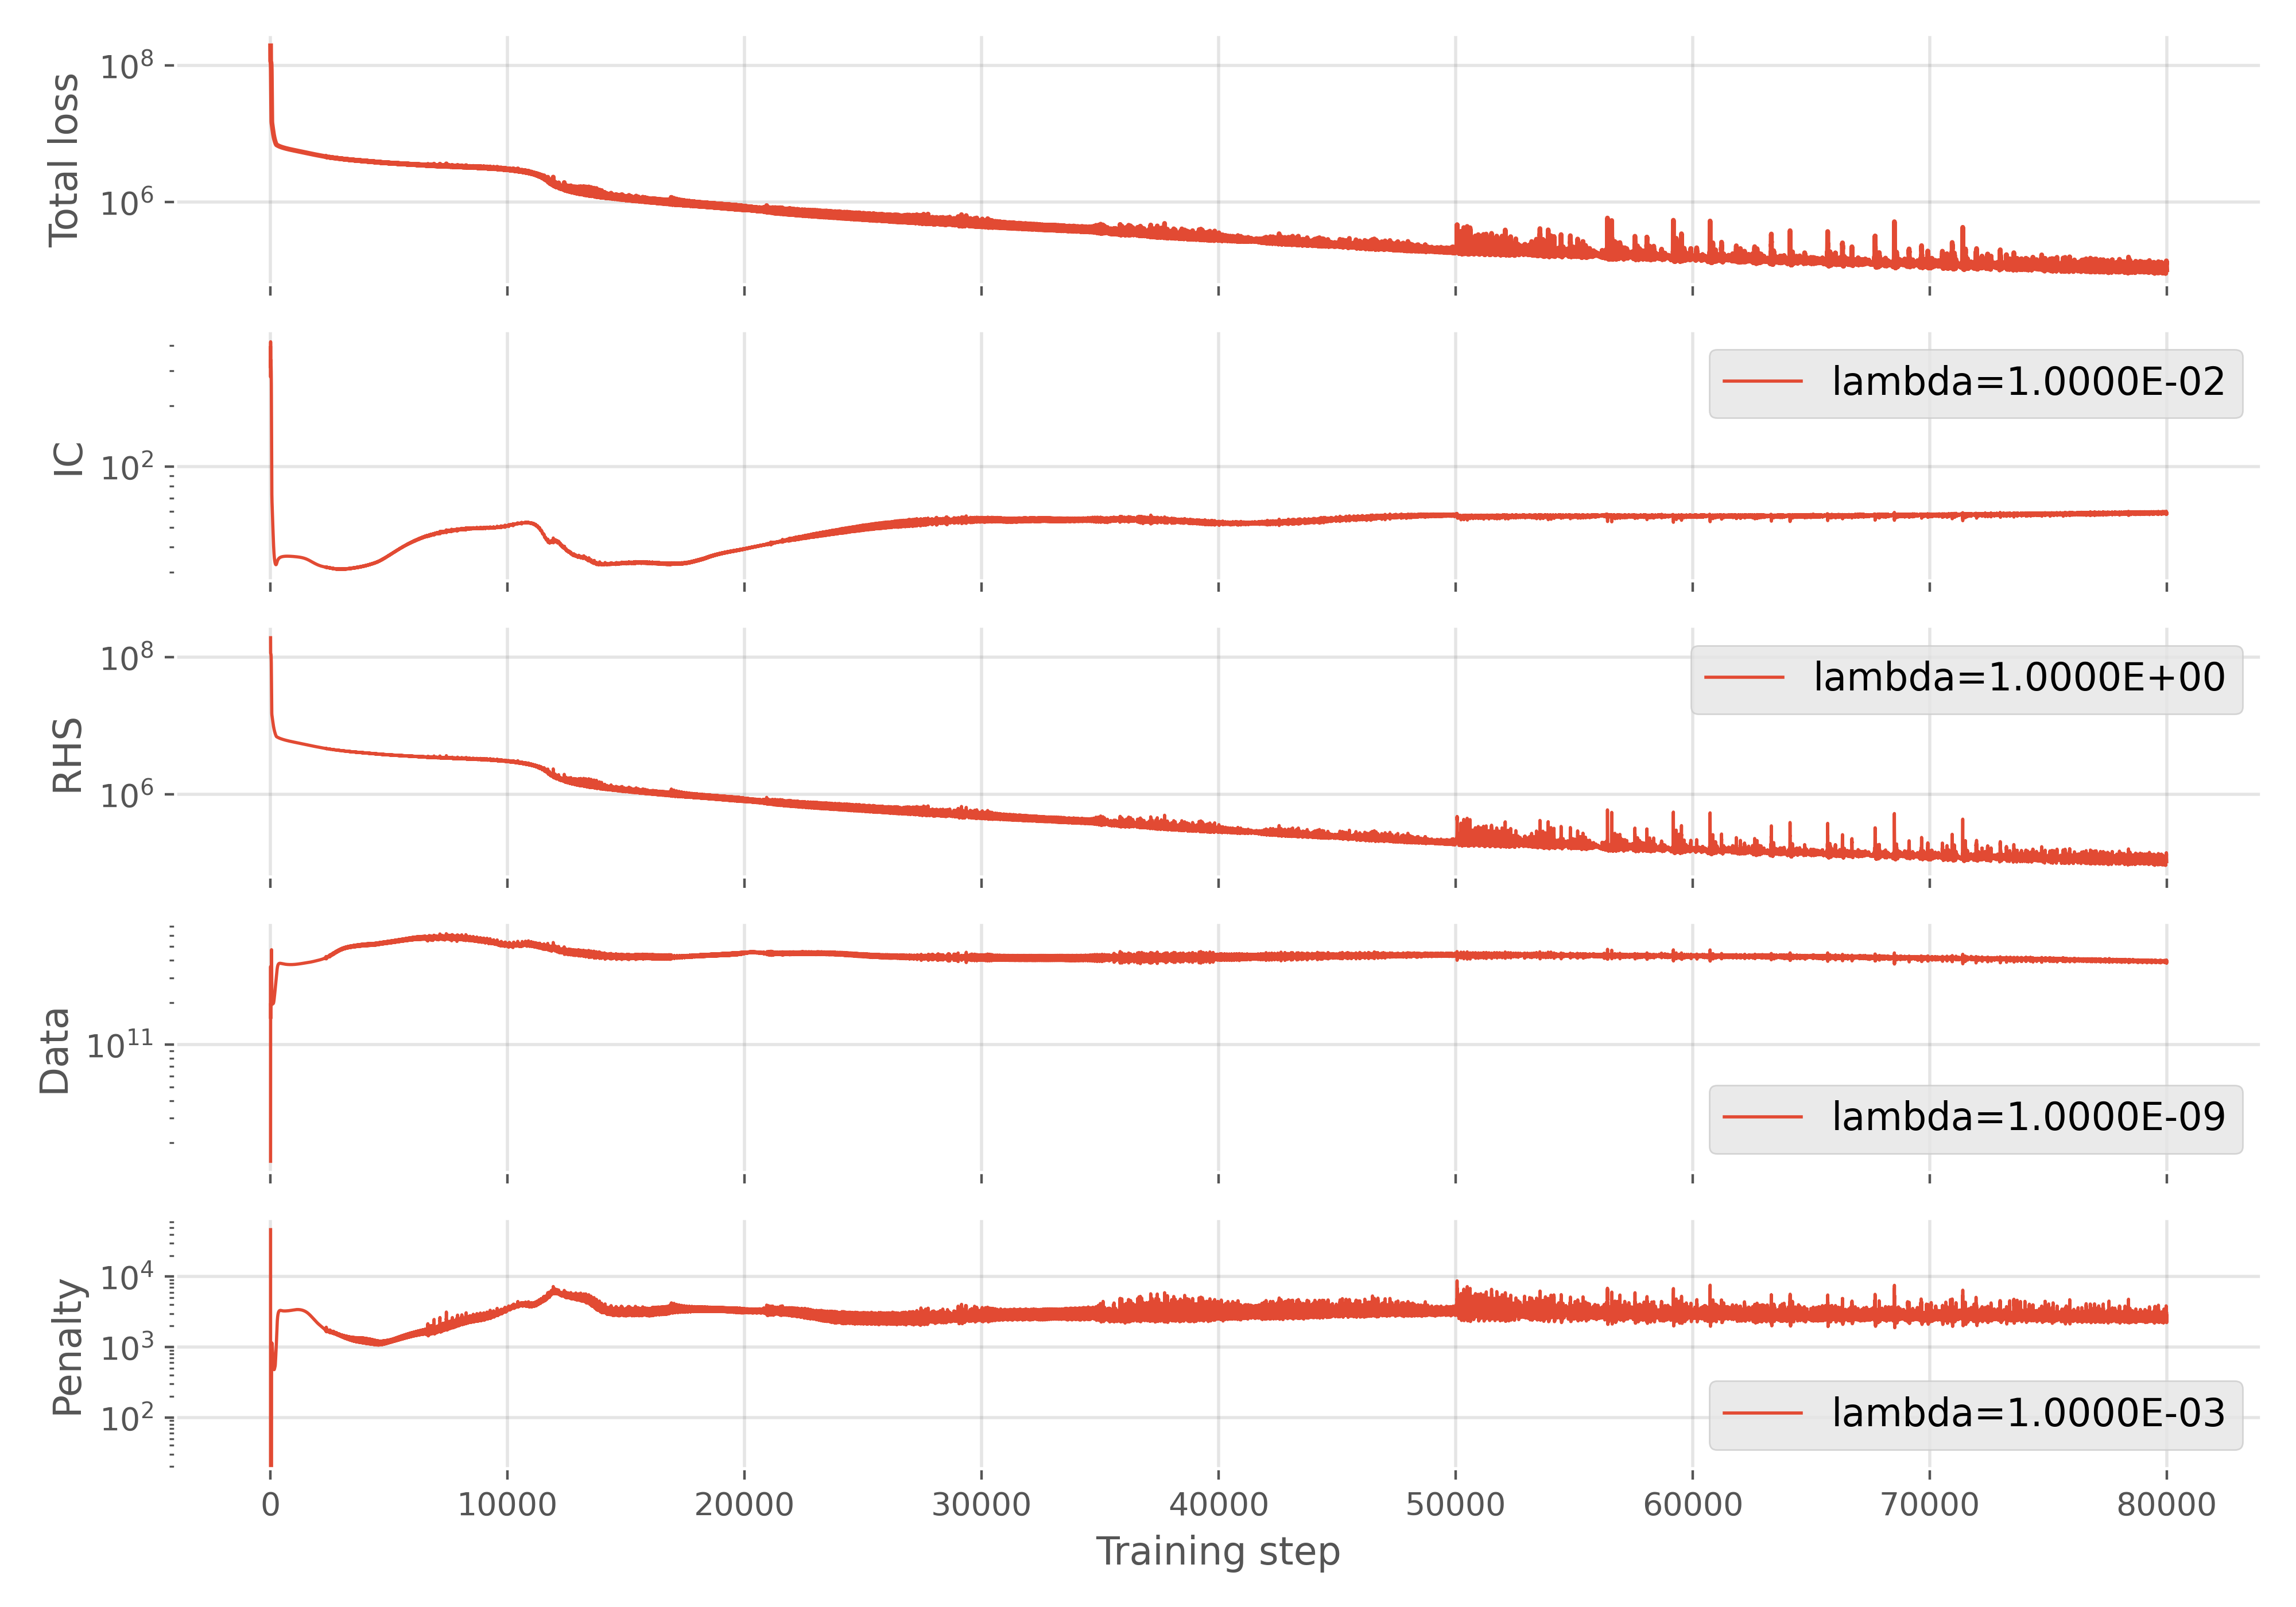 Total loss
10^8
10^6
IC
10^2
lambda=1.0000E-02
RHS
10^8
10^6
lambda=1.0000E+00
Data
10^11
lambda=1.0000E-09
Penalty
10^4
10^3
10^2
lambda=1.0000E-03
0 10000 20000 30000 40000 50000 60000 70000 80000
Training step